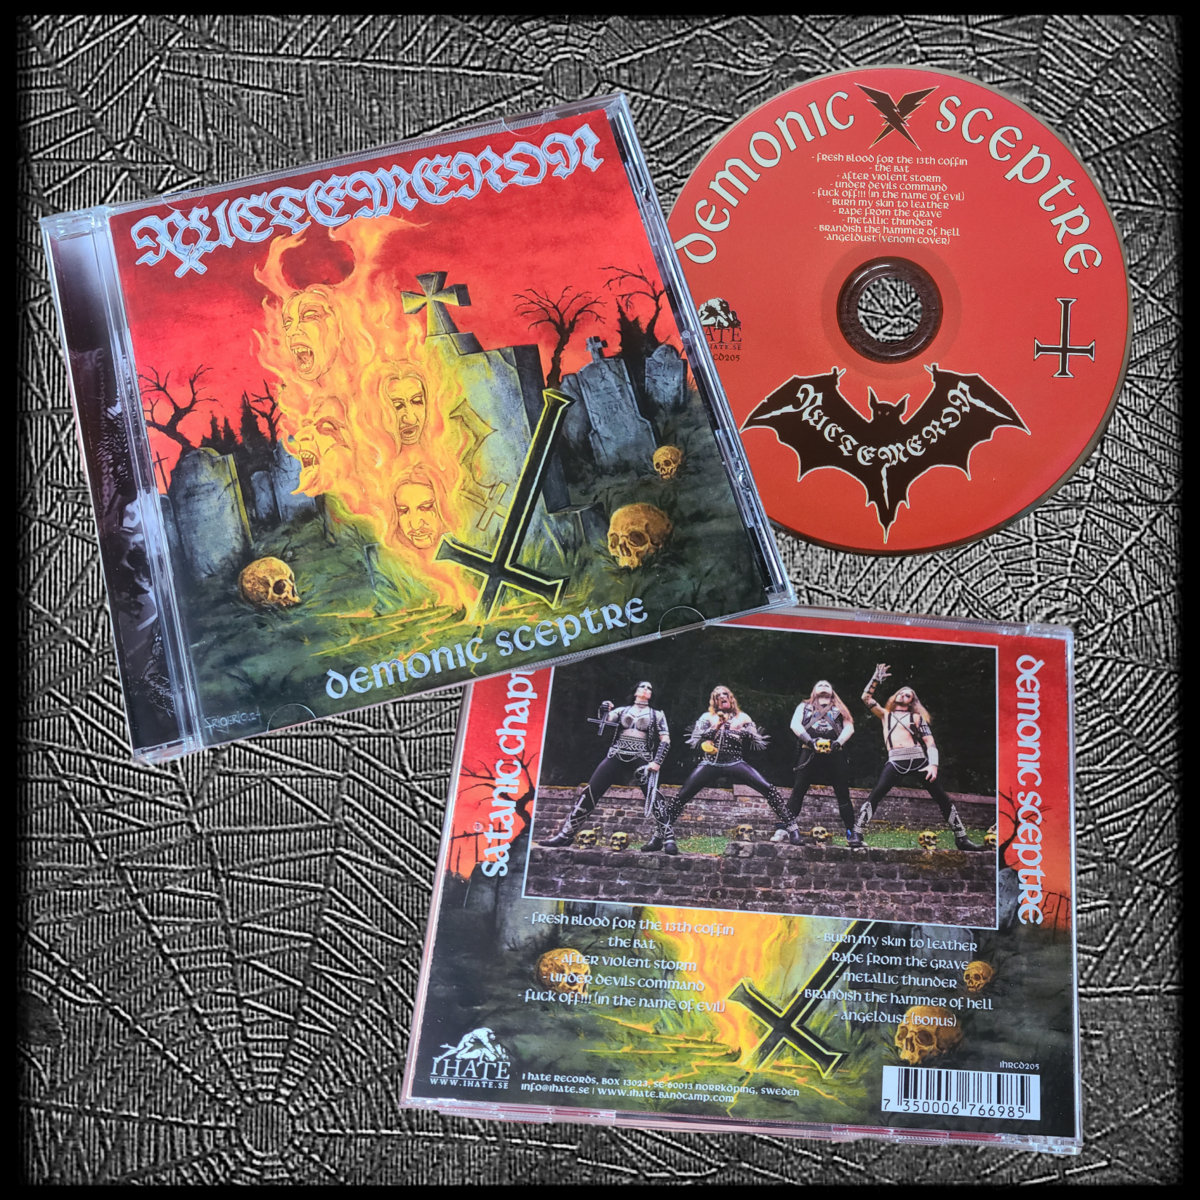 NUCTEMERON
DEMONIC SCEPTRE
DEMONIC SCEPTRE
- FRESH BLOOD FOR THE 13TH COFFIN
- THE BAT
- AFTER VIOLENT STORM
- UNDER DEVILS COMMAND
- FUCK OFF!!! (IN THE NAME OF EVIL)
- BURN MY SKIN TO LEATHER
- RAPE FROM THE GRAVE
- METALLIC THUNDER
- BRANDISH THE HAMMER OF HELL
-ANGELDUST (VENOM COVER)
NUCTEMERON
SATANIC CHAPT
DEMONIC SCEPTRE
- FRESH BLOOD FOR THE 13TH COFFIN
- THE BAT
- AFTER VIOLENT STORM
- UNDER DEVILS COMMAND
- FUCK OFF!!! (IN THE NAME OF EVIL)
- BURN MY SKIN TO LEATHER
RAPE FROM THE GRAVE
- METALLIC THUNDER
BRANDISH THE HAMMER OF HELL
- ANGELDUST (BONUS)
I HATE
WWW.IHATE.SE
I HATE RECORDS, BOX 13023, SE 60013 NORRKÖPING, SWEDEN
INFO@IHATE.SE | WWW.IHATE.BANDCAMP.COM
IHRCD205
7 350006 766985